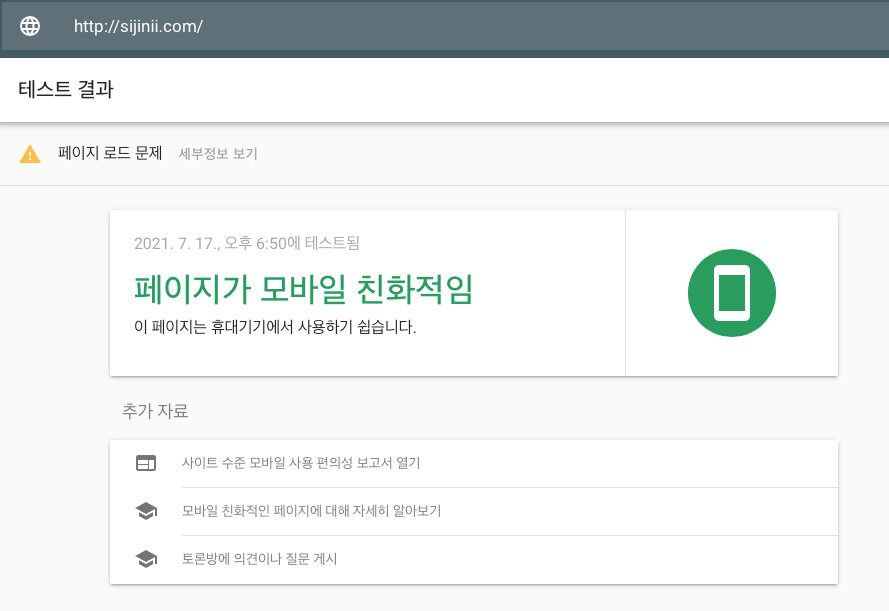 http://sijinii.com/
테스트 결과
페이지 로드 문제 세부정보 보기
2021. 7. 17., 오후 6:50에 테스트됨
페이지가 모바일 친화적임
이 페이지는 휴대기기에서 사용하기 쉽습니다.
추가 자료
사이트 수준 모바일 사용 편의성 보고서 열기
모바일 친화적인 페이지에 대해 자세히 알아보기
토론방에 의견이나 질문 게시